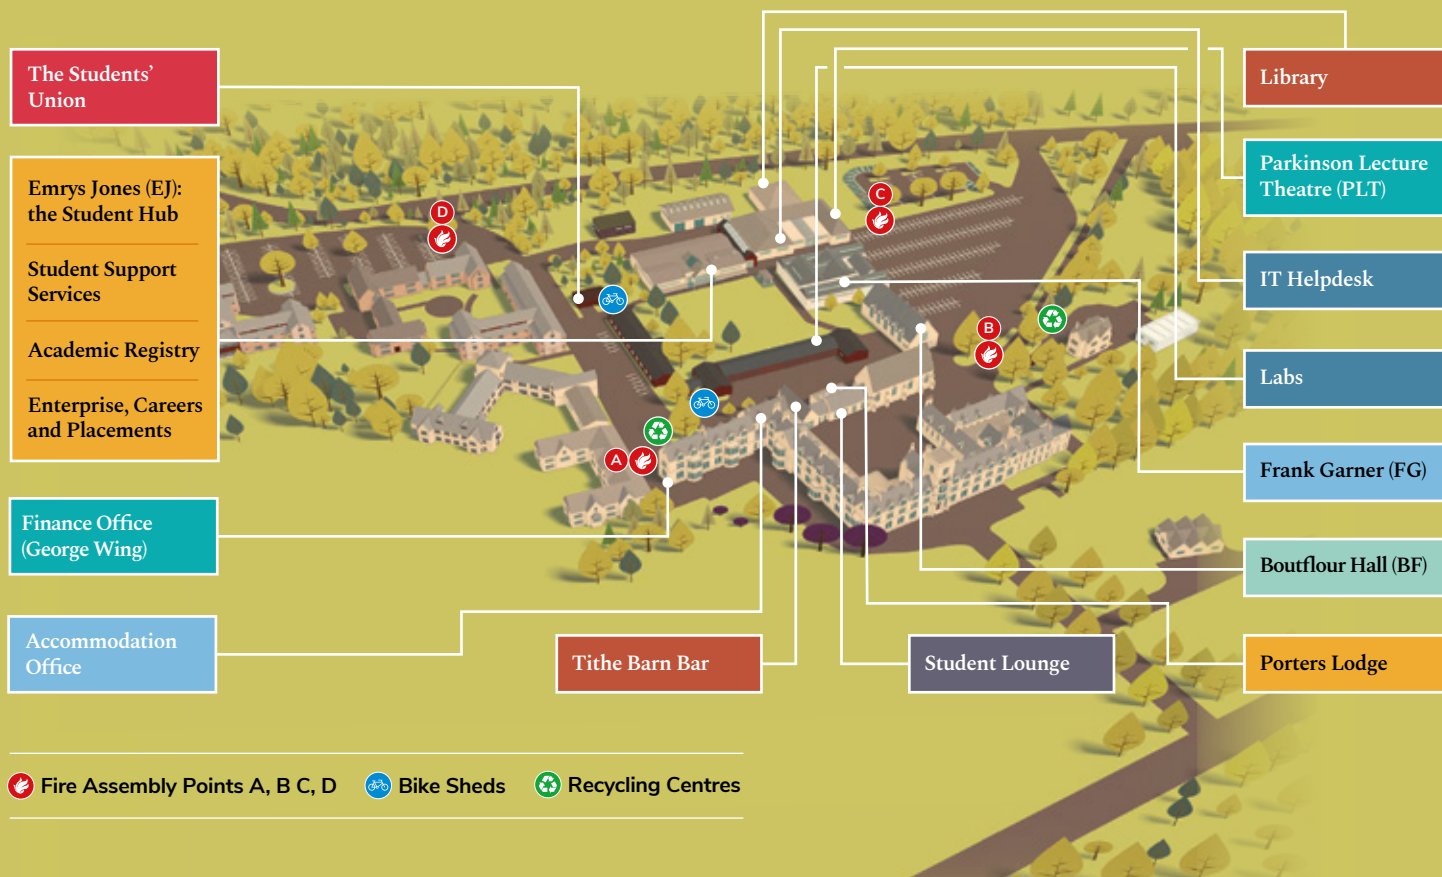 The Students’
Union
Emrys Jones (EJ):
the Student Hub
Student Support
Services
Academic Registry
Enterprise, Careers
and Placements
Finance Office
(George Wing)
Accommodation
Office
Tithe Barn Bar
Student Lounge
Library
Parkinson Lecture
Theatre (PLT)
IT Helpdesk
Labs
Frank Garner (FG)
Boutflour Hall (BF)
Porters Lodge
D
C
B
A
Fire Assembly Points A, B C, D
Bike Sheds
Recycling Centres